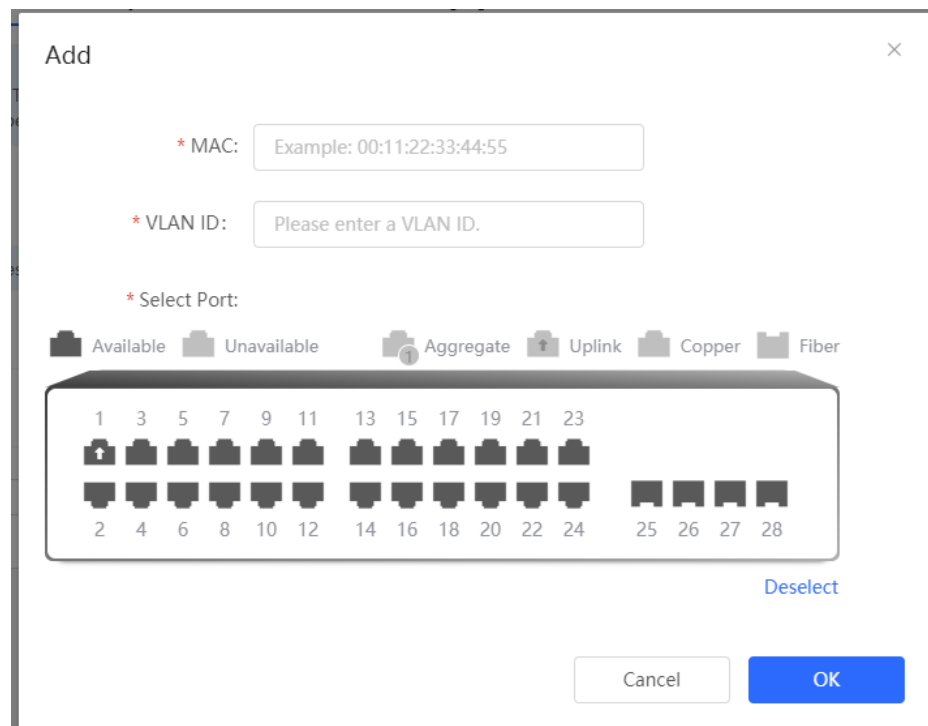 Add
* MAC: Example: 00:11:22:33:44:55
* VLAN ID: Please enter a VLAN ID.
* Select Port:
Available Unavailable 1 Aggregate Uplink Copper Fiber
1 3 5 7 9 11 13 15 17 19 21 23
2 4 6 8 10 12 14 16 18 20 22 24 25 26 27 28
Deselect
Cancel OK